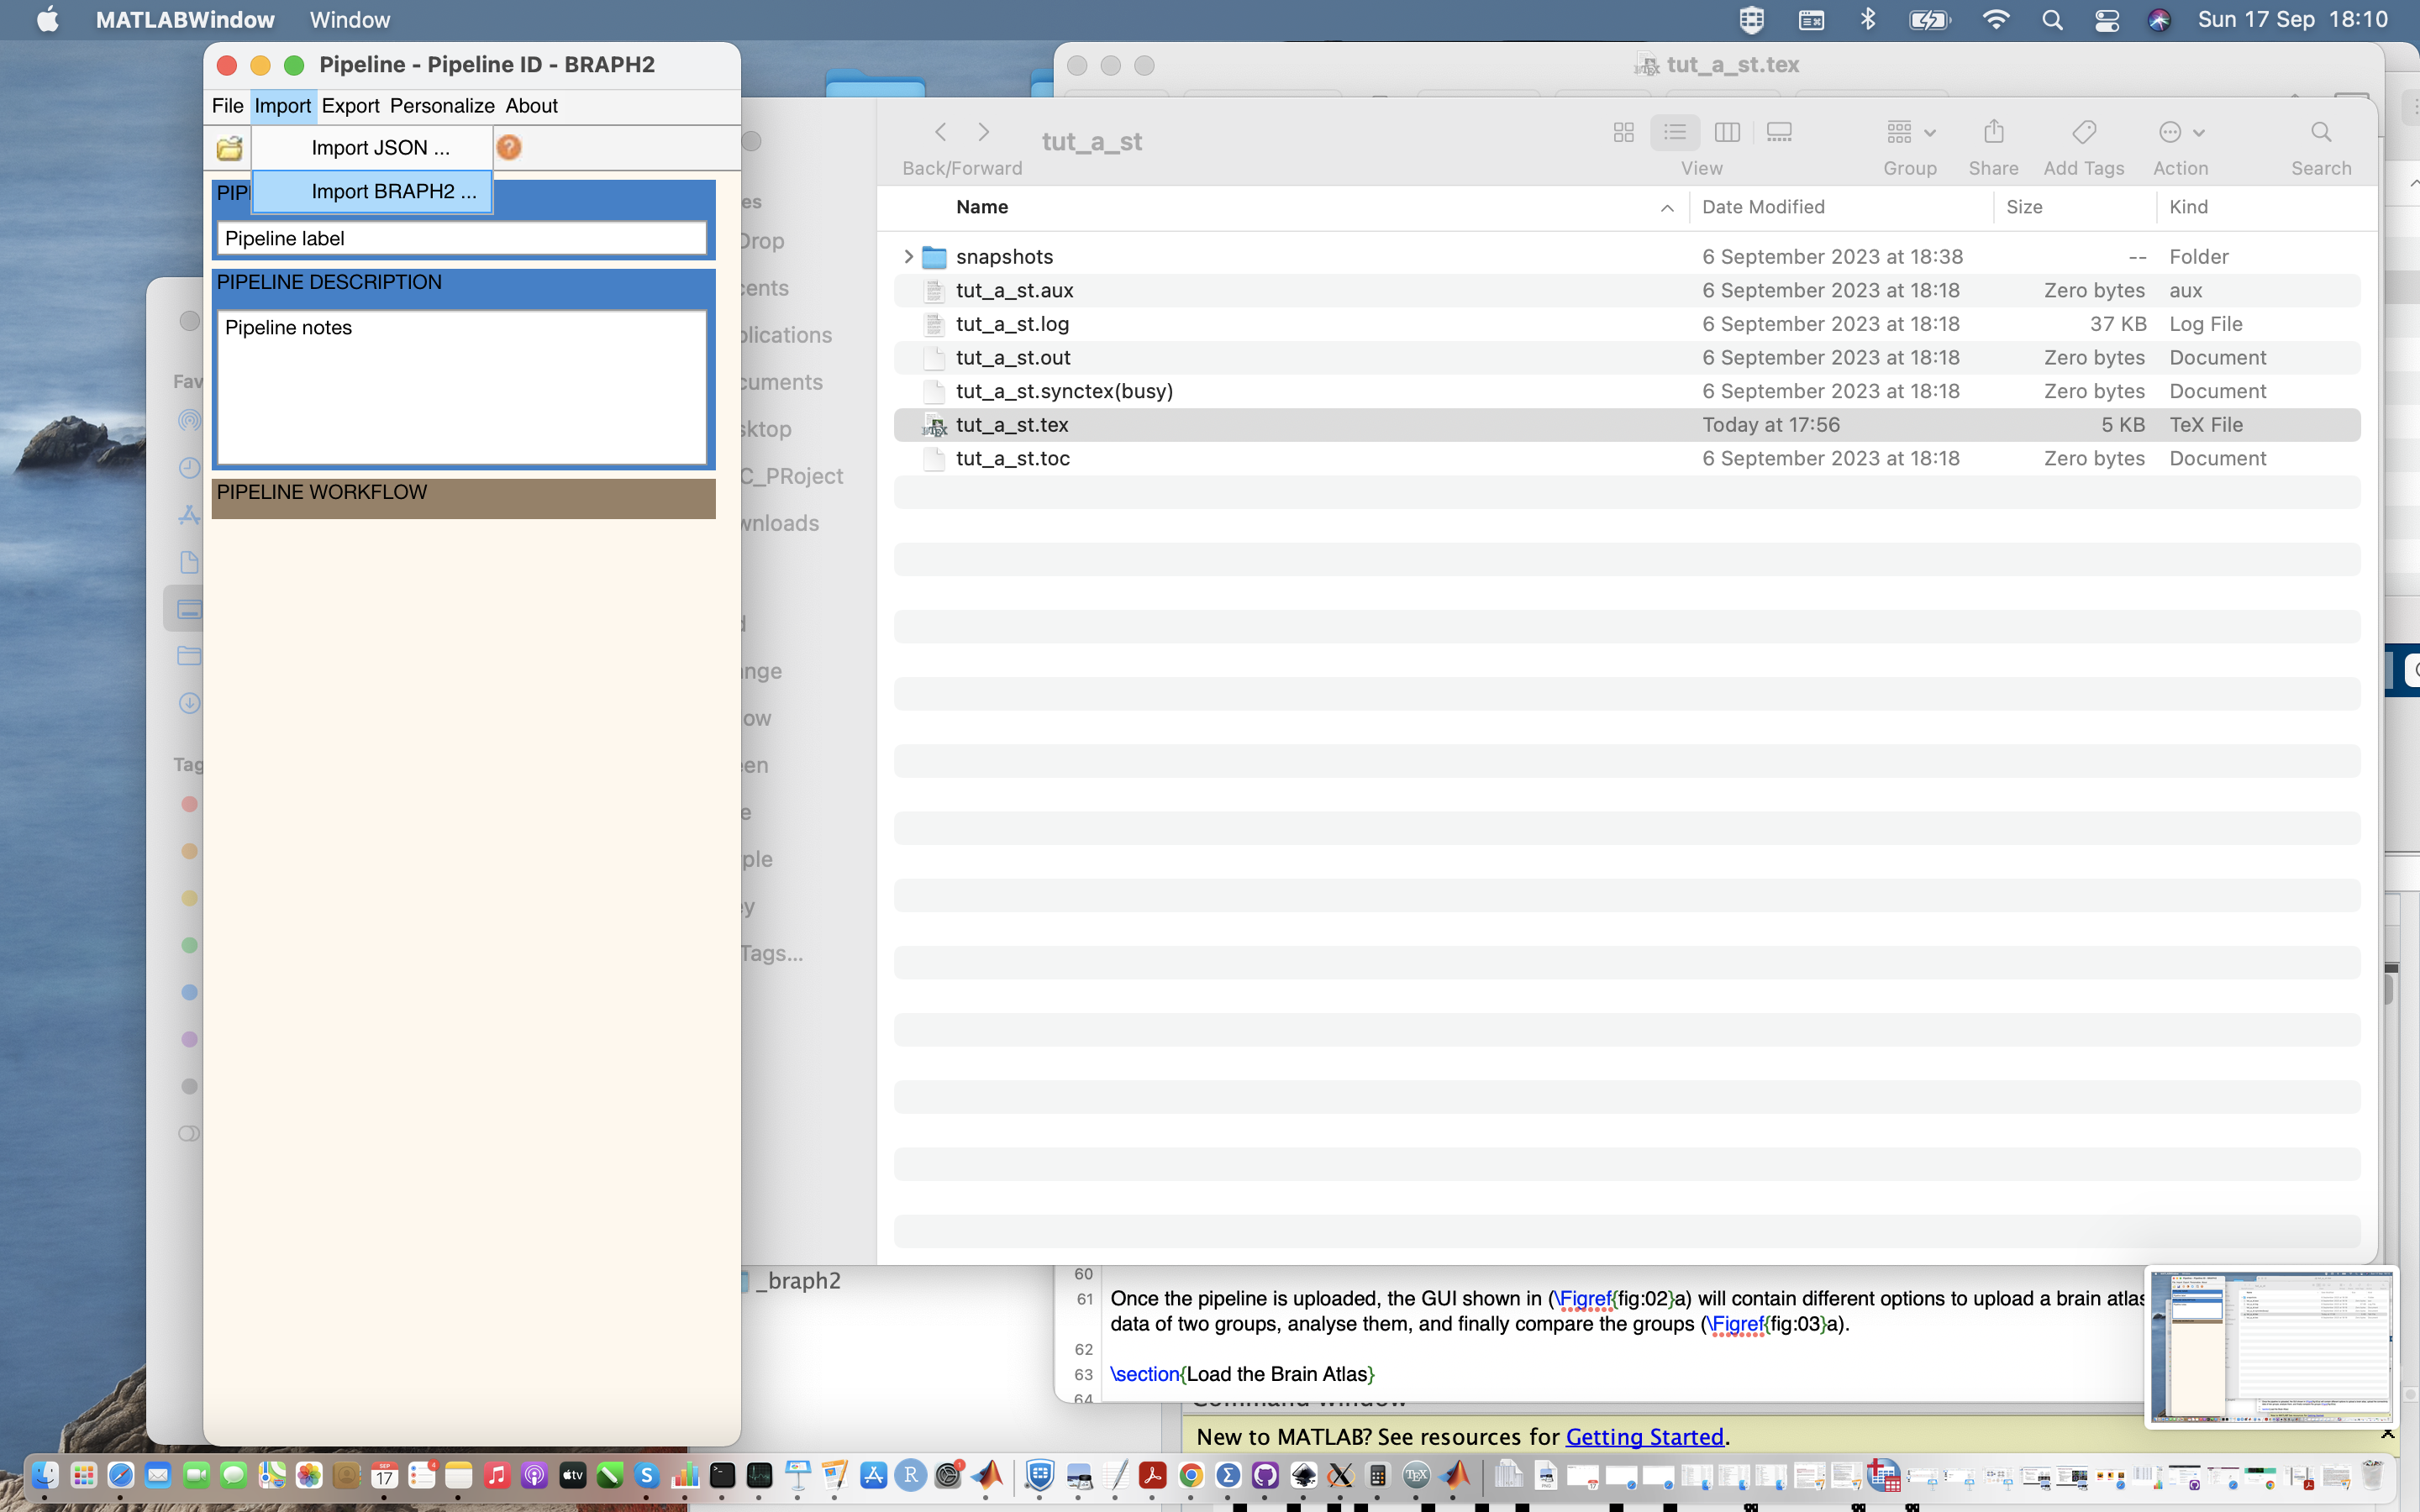 MATLABWindow Window
Sun 17 Sep 18:10
Pipeline - Pipeline ID - BRAPH2
File Import Export Personalize About
Import JSON ...
Import BRAPH2 ...
Pipeline label
PIPELINE DESCRIPTION
Pipeline notes
PIPELINE WORKFLOW
Fav
Tag
tut_a_st.tex
es
Drop
cents
plications
cuments
sktop
C_PRoject
wnloads
d
ange
ow
en
e
ple
ey
Tags...
Back/Forward
tut_a_st
View
Group
Share
Add Tags
Action
Search
Name Date Modified Size Kind
snapshots 6 September 2023 at 18:38 -- Folder
tut_a_st.aux 6 September 2023 at 18:18 Zero bytes aux
tut_a_st.log 6 September 2023 at 18:18 37 KB Log File
tut_a_st.out 6 September 2023 at 18:18 Zero bytes Document
tut_a_st.synctex(busy) 6 September 2023 at 18:18 Zero bytes Document
tut_a_st.tex Today at 17:56 5 KB TeX File
tut_a_st.toc 6 September 2023 at 18:18 Zero bytes Document
_braph2
60
61 Once the pipeline is uploaded, the GUI shown in (\Figref{fig:02}a) will contain different options to upload a brain atlas
data of two groups, analyse them, and finally compare the groups (\Figref{fig:03}a).
62
63 \section{Load the Brain Atlas}
64
Command Window
New to MATLAB? See resources for Getting Started.